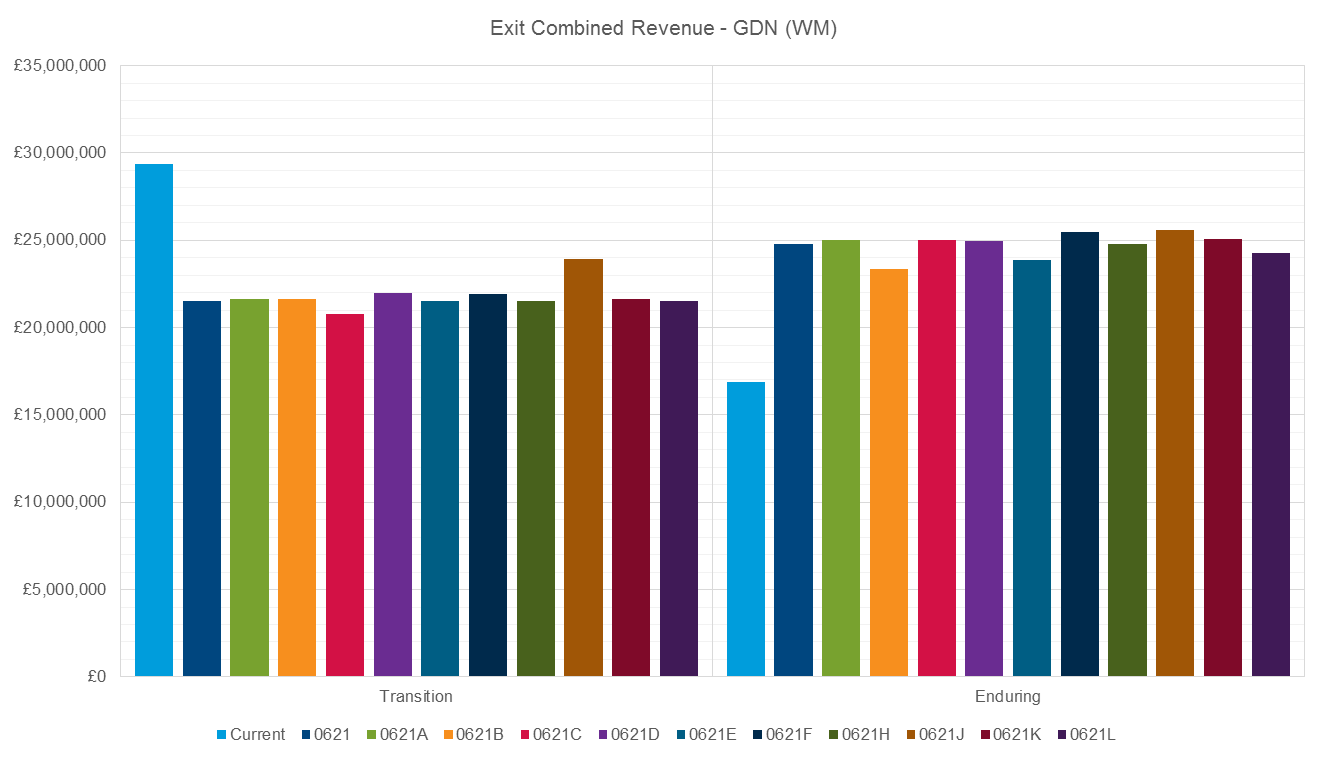 Exit Combined Revenue - GDN (WM)
£35,000,000
£30,000,000
£25,000,000
£20,000,000
£15,000,000
£10,000,000
£5,000,000
£0
Transition Enduring
Current 0621 0621A 0621B 0621C 0621D 0621E 0621F 0621H 0621J 0621K 0621L